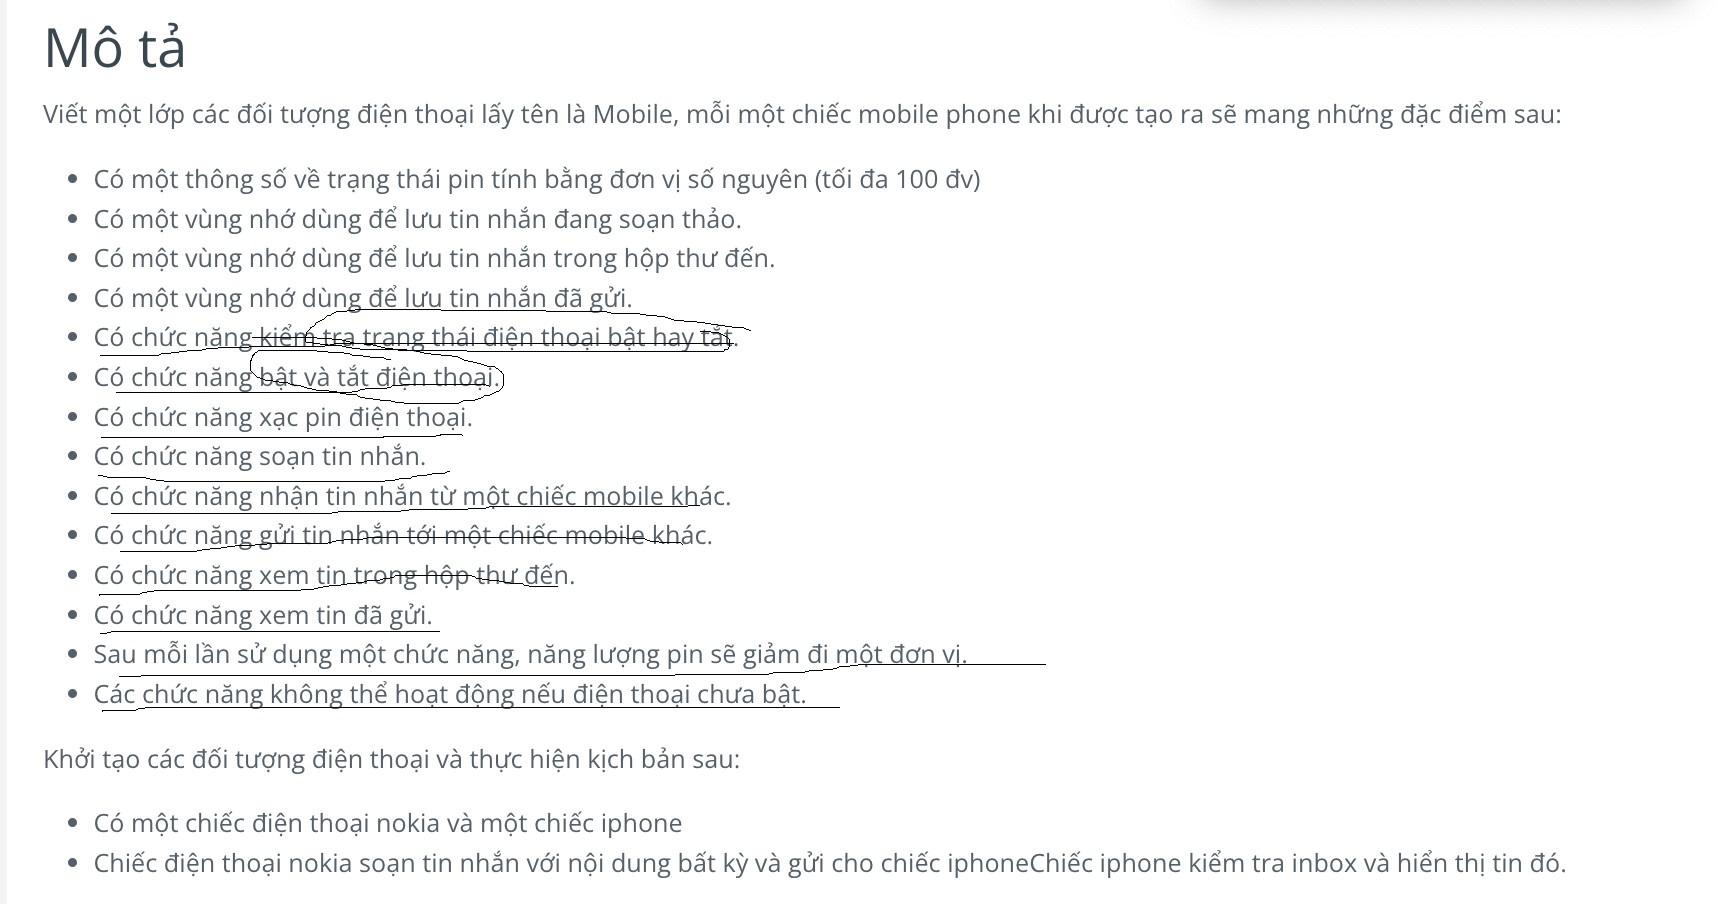 Mô tả
Viết một lớp các đối tượng điện thoại lấy tên là Mobile, mỗi một chiếc mobile phone khi được tạo ra sẽ mang những đặc điểm sau:
Có một thông số về trạng thái pin tính bằng đơn vị số nguyên (tối đa 100 đv)
Có một vùng nhớ dùng để lưu tin nhắn đang soạn thảo.
Có một vùng nhớ dùng để lưu tin nhắn trong hộp thư đến.
Có một vùng nhớ dùng để lưu tin nhắn đã gửi.
Có chức năng kiểm tra trạng thái điện thoại bật hay tắt.
Có chức năng bật và tắt điện thoại.
Có chức năng xạc pin điện thoại.
Có chức năng soạn tin nhắn.
Có chức năng nhận tin nhắn từ một chiếc mobile khác.
Có chức năng gửi tin nhắn tới một chiếc mobile khác.
Có chức năng xem tin trong hộp thư đến.
Có chức năng xem tin đã gửi.
Sau mỗi lần sử dụng một chức năng, năng lượng pin sẽ giảm đi một đơn vị.
Các chức năng không thể hoạt động nếu điện thoại chưa bật.
Khởi tạo các đối tượng điện thoại và thực hiện kịch bản sau:
Có một chiếc điện thoại nokia và một chiếc iphone
Chiếc điện thoại nokia soạn tin nhắn với nội dung bất kỳ và gửi cho chiếc iphoneChiếc iphone kiểm tra inbox và hiển thị tin đó.